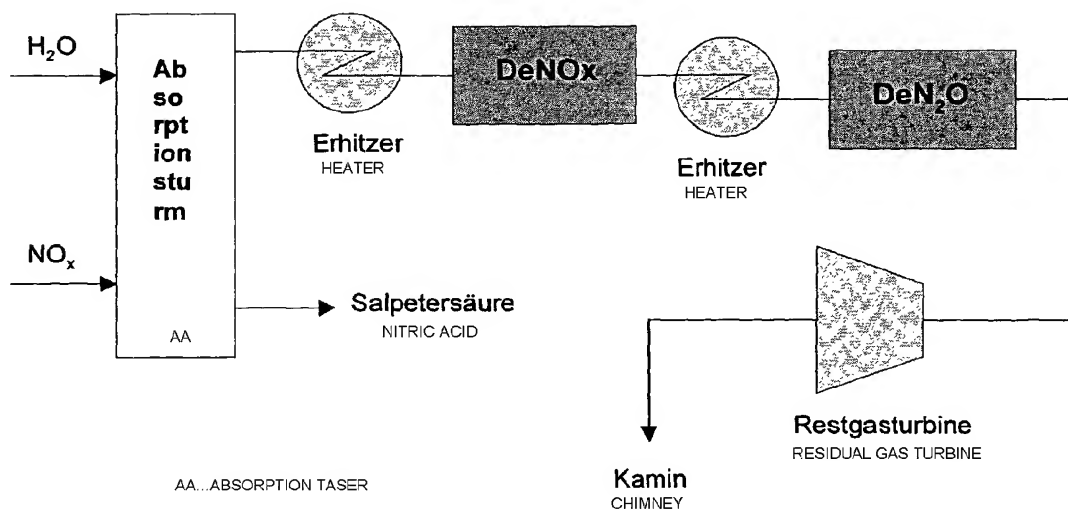 H₂O
Ab
so
rpt
ion
stu
rm
NOₓ
AA
Erhitzer
HEATER
DeNOx
Erhitzer
HEATER
DeN₂O
Salpetersäure
NITRIC ACID
Restgasturbine
RESIDUAL GAS TURBINE
Kamin
CHIMNEY
AA...ABSORPTION TASER